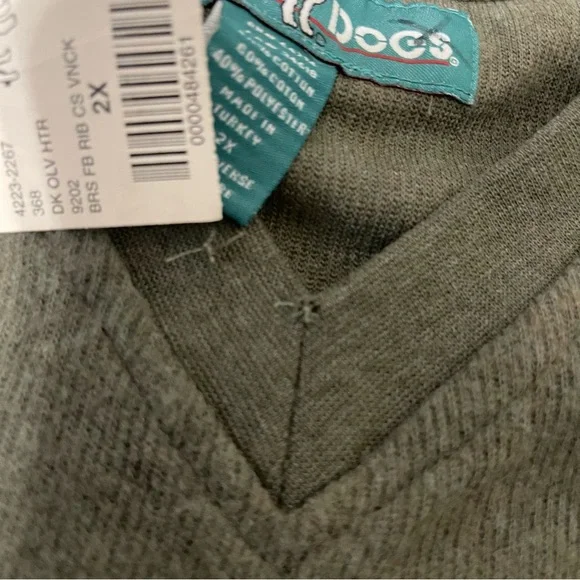 DOGS
COTTON
60% COTON
40% POLYESTER
MADE IN
TURKEY
2X
4223-2267
368
DK OLV HTR
9202
BRS FB RIB CS VNCK
2X
0000484261